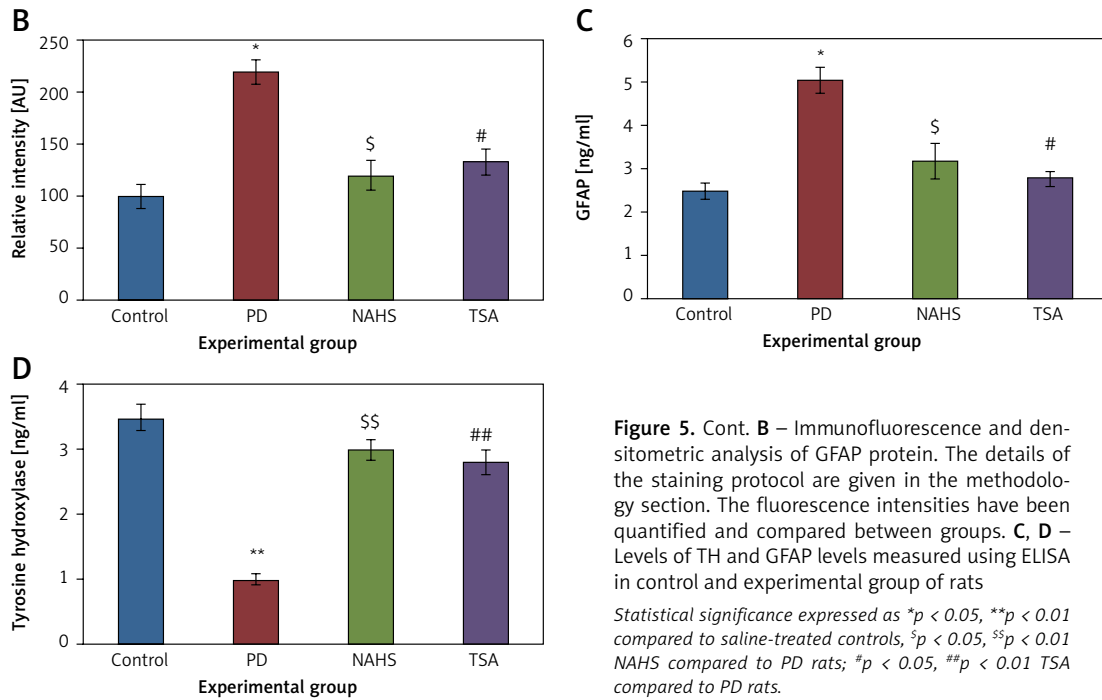 B
250
200
150
100
50
0
Relative intensity [AU]
*
$
#
Control PD NAHS TSA
Experimental group
C
6
5
4
3
2
1
0
GFAP [ng/ml]
*
$
#
Control PD NAHS TSA
Experimental group
D
4
3
2
1
0
Tyrosine hydroxylase [ng/ml]
**
$$
##
Control PD NAHS TSA
Experimental group
Figure 5. Cont. B – Immunofluorescence and den-
sitometric analysis of GFAP protein. The details of
the staining protocol are given in the methodolo-
gy section. The fluorescence intensities have been
quantified and compared between groups. C, D –
Levels of TH and GFAP levels measured using ELISA
in control and experimental group of rats
Statistical significance expressed as *p < 0.05, **p < 0.01
compared to saline-treated controls, $p < 0.05, $$p < 0.01
NAHS compared to PD rats; #p < 0.05, ##p < 0.01 TSA
compared to PD rats.